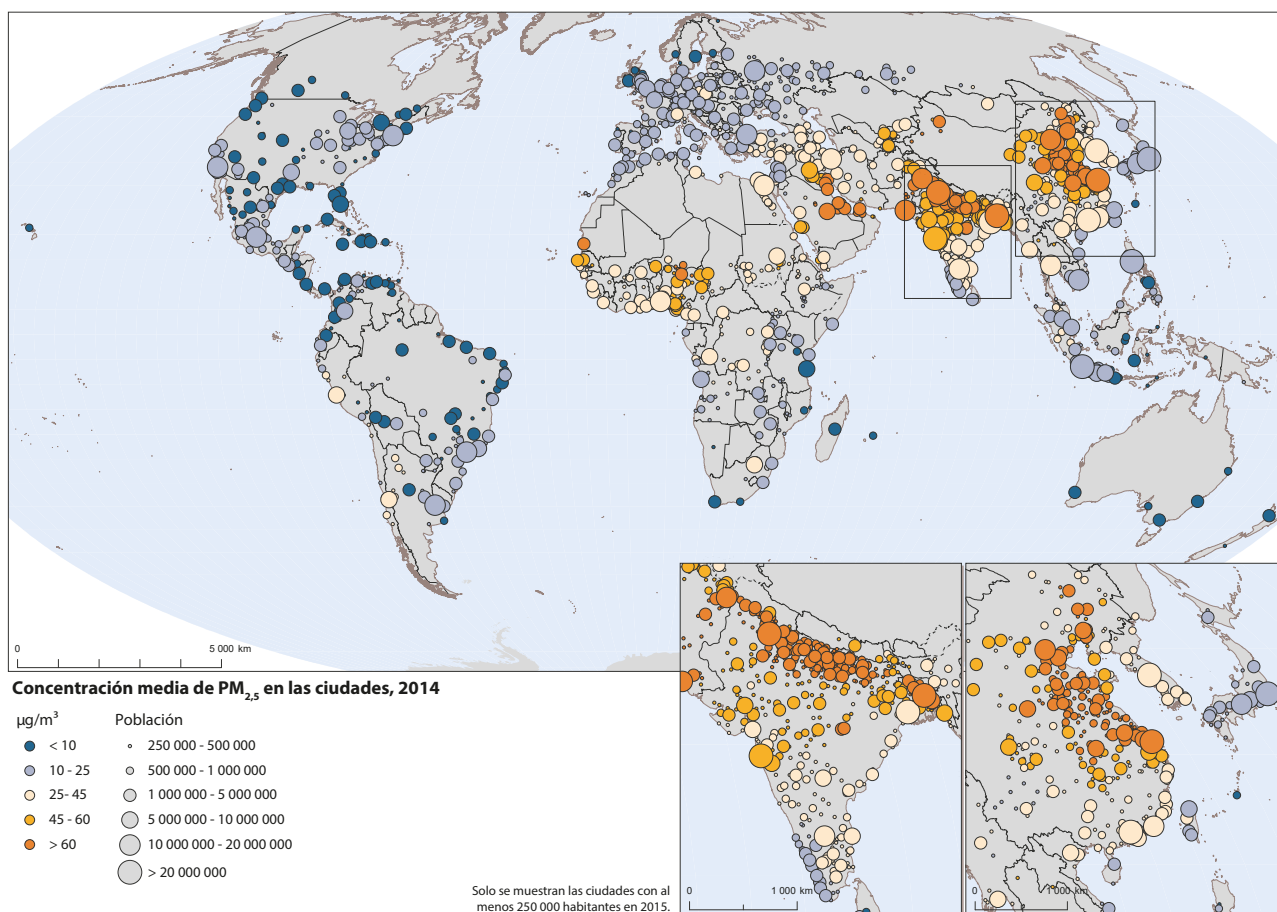 0
5 000 km
Concentración media de PM2,5 en las ciudades, 2014
µg/m³
Población
< 10
250 000 - 500 000
10 - 25
500 000 - 1 000 000
25- 45
1 000 000 - 5 000 000
45 - 60
5 000 000 - 10 000 000
> 60
10 000 000 - 20 000 000
> 20 000 000
Solo se muestran las ciudades con al
menos 250 000 habitantes en 2015.
0
1 000 km
0
1 000 km